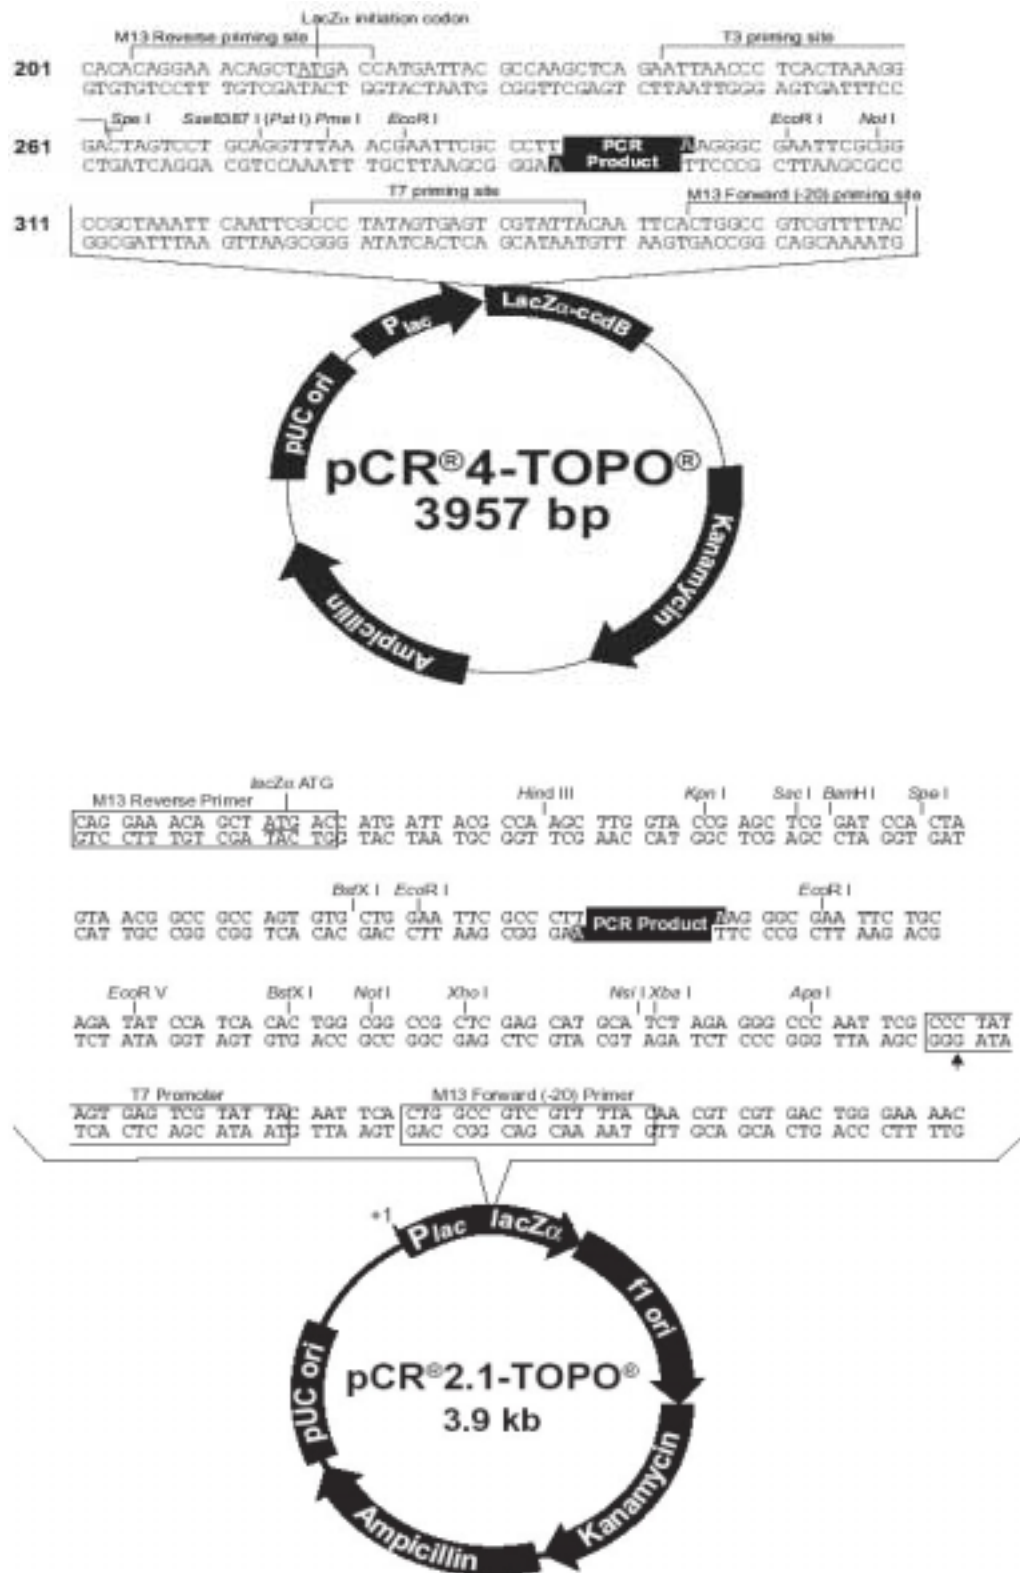 LacZα initiation codon
M13 Reverse priming site T3 priming site
201 CACACAGGAA ACAGCTATGA CCATGATTAC GCCAAGCTCA GAATTAACCC TCACTAAAGG
GTGTGTCCTT TGTCGATACT GGTACTAATG CGGTTCGAGT CTTAATTGGG AGTGATTTCC
Spe I Sse8387 I (Pst I) Pme I EcoR I EcoR I Not I
261 GACTAGTCCT GCAGGTTTAA ACGAATTCGC CCTT PCR Product AAGGGC GAATTCGCGG
CTGATCAGGA CGTCCAAATT TGCTTAAGCG GGAA TTCCCG CTTAAGCGCC
T7 priming site M13 Forward (-20) priming site
311 CCGCTAAATT CAATTCGCCC TATAGTGAGT CGTATTACAA TTCACTGGCC GTCGTTTTAC
GGCGATTTAA GTTAAGCGGG ATATCACTCA GCATAATGTT AAGTGACCGG CAGCAAAATG
Plac
LacZα-ccdB
pUC ori
pCR®4-TOPO®
3957 bp
Kanamycin
Ampicillin
lacZα ATG
M13 Reverse Primer Hind III Kpn I Sac I BamH I Spe I
CAG GAA ACA GCT ATG ACC ATG ATT ACG CCA AGC TTG GTA CCG AGC TCG GAT CCA CTA
GTC CTT TGT CGA TAC TGG TAC TAA TGC GGT TCG AAC CAT GGC TCG AGC CTA GGT GAT
BstX I EcoR I EcoR I
GTA ACG GCC GCC AGT GTG CTG GAA TTC GCC CTT PCR Product AAG GGC GAA TTC TGC
CAT TGC CGG CGG TCA CAC GAC CTT AAG CGG GAA TTC CCG CTT AAG ACG
EcoR V BstX I Not I Xho I Nsi I Xba I Apa I
AGA TAT CCA TCA CAC TGG CGG CCG CTC GAG CAT GCA TCT AGA GGG CCC AAT TCG CCC TAT
TCT ATA GGT AGT GTG ACC GCC GGC GAG CTC GTA CGT AGA TCT CCC GGG TTA AGC GGG ATA
T7 Promoter M13 Forward (-20) Primer
AGT GAG TCG TAT TAC AAT TCA CTG GCC GTC GTT TTA CAA CGT CGT GAC TGG GAA AAC
TCA CTC AGC ATA ATG TTA AGT GAC CGG CAG CAA AAT GTT GCA GCA CTG ACC CTT TTG
+1
Plac lacZα
f1 ori
pUC ori
pCR®2.1-TOPO®
3.9 kb
Kanamycin
Ampicillin